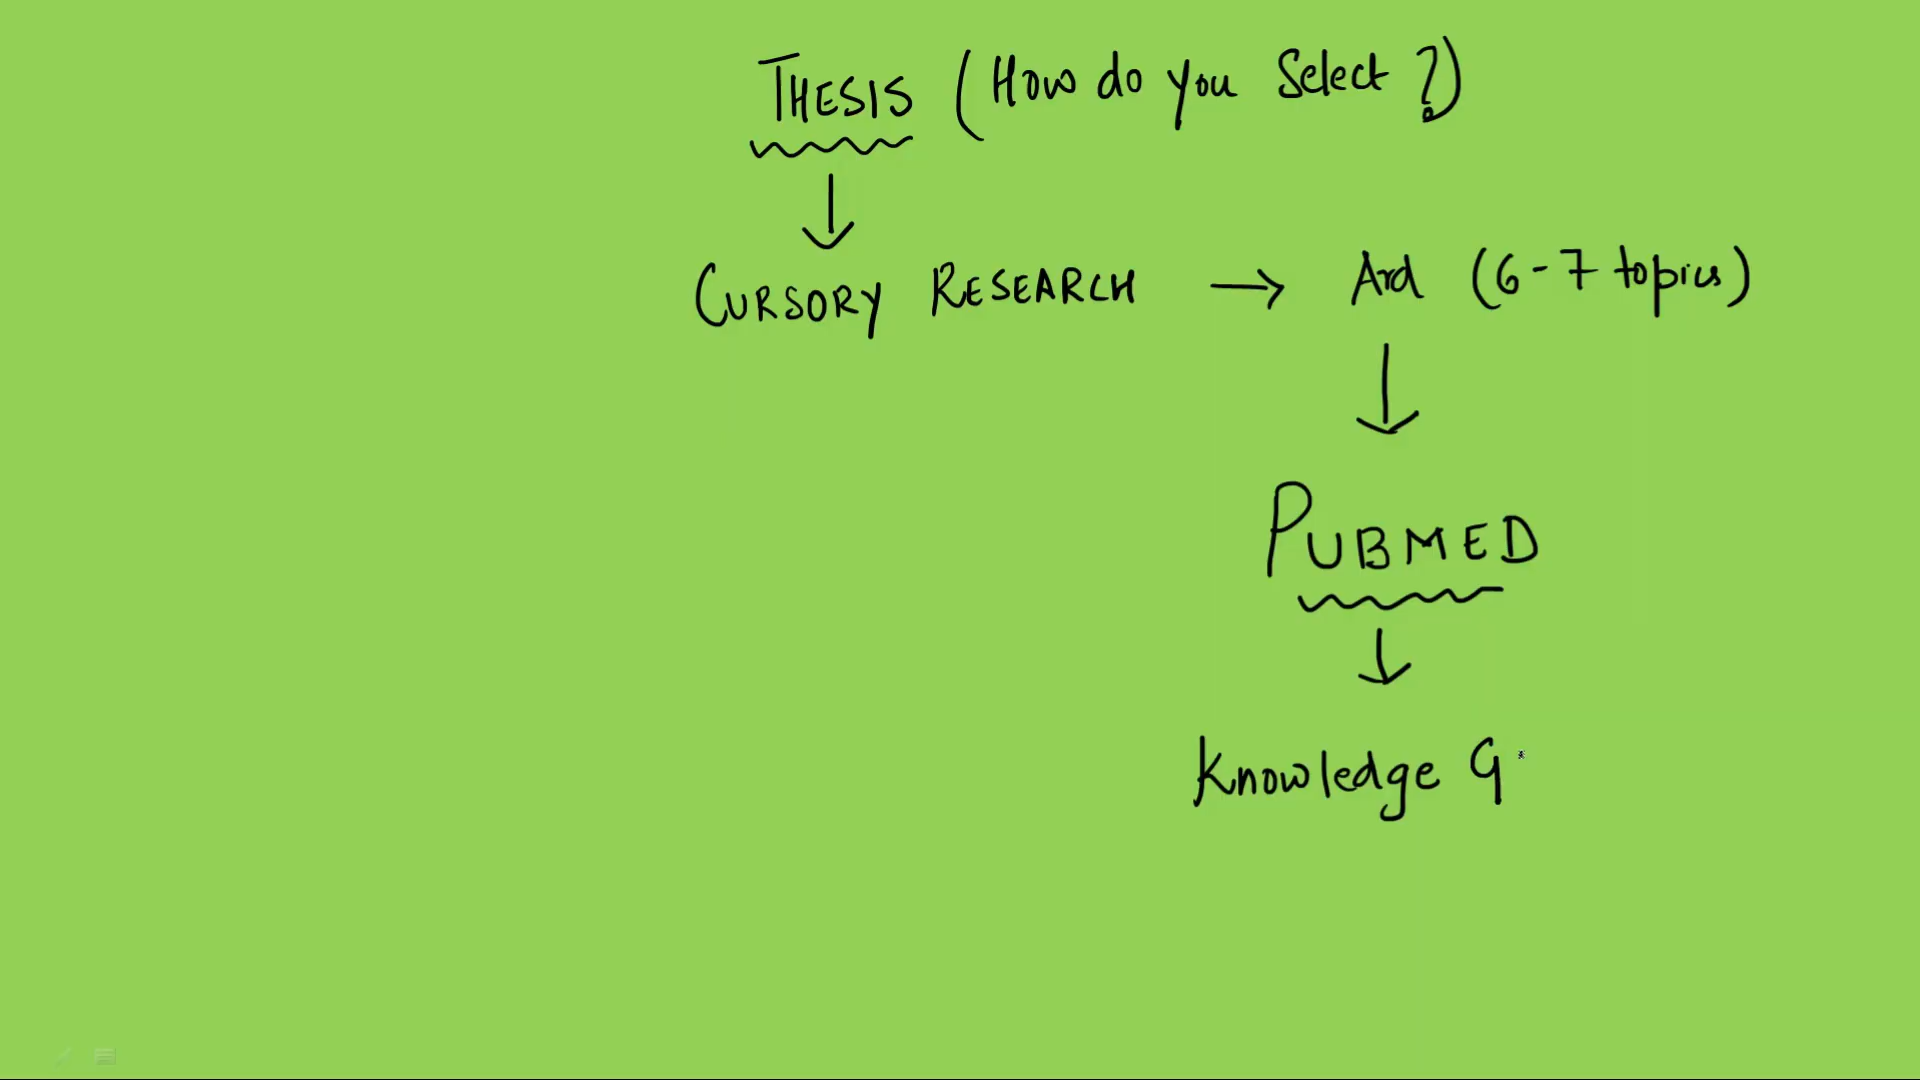 THESIS (How do you Select ?)
CURSORY RESEARCH → Ard (6-7 topics)
PUBMED
Knowledge G